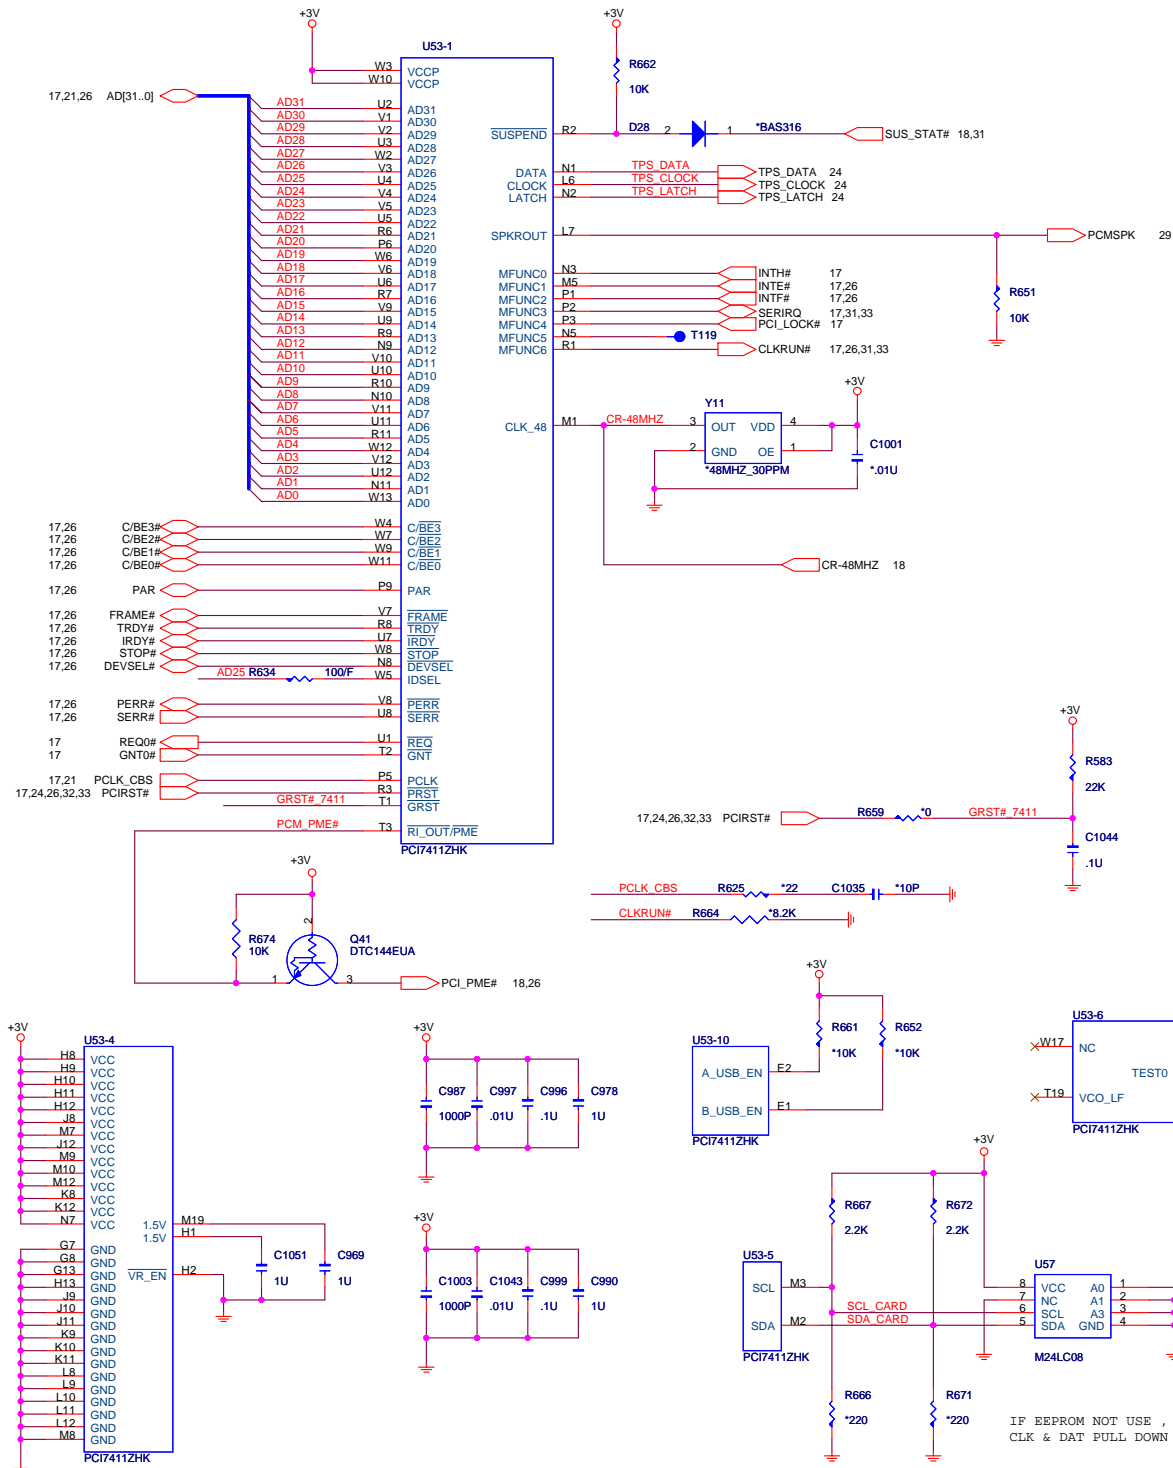 +3V
+3V
U53-1
W3 VCCP
W10 VCCP
R662
10K
17,21,26 AD[31..0]
AD31 U2 AD31
AD30 V1 AD30
AD29 V2 AD29
AD28 U3 AD28
AD27 W2 AD27
AD26 V3 AD26
AD25 U4 AD25
AD24 V4 AD24
AD23 V5 AD23
AD22 U5 AD22
AD21 R6 AD21
AD20 P6 AD20
AD19 W6 AD19
AD18 V6 AD18
AD17 U6 AD17
AD16 R7 AD16
AD15 V9 AD15
AD14 U9 AD14
AD13 R9 AD13
AD12 N9 AD12
AD11 V10 AD11
AD10 U10 AD10
AD9 R10 AD9
AD8 N10 AD8
AD7 V11 AD7
AD6 U11 AD6
AD5 R11 AD5
AD4 W12 AD4
AD3 V12 AD3
AD2 U12 AD2
AD1 N11 AD1
AD0 W13 AD0
SUSPEND R2 D28 2 1 *BAS316 SUS_STAT# 18,31
DATA N1 TPS_DATA TPS_DATA 24
CLOCK L6 TPS_CLOCK TPS_CLOCK 24
LATCH N2 TPS_LATCH TPS_LATCH 24
SPKROUT L7 PCMSPK 29
MFUNC0 N3 INTH# 17
MFUNC1 M5 INTE# 17,26
MFUNC2 P1 INTF# 17,26
MFUNC3 P2 SERIRQ 17,31,33
MFUNC4 P3 PCI_LOCK# 17
MFUNC5 N5 T119
MFUNC6 R1 CLKRUN# 17,26,31,33
R651
10K
+3V
Y11
CLK_48 M1 CR-48MHZ 3 OUT VDD 4
2 GND OE 1
*48MHZ_30PPM
C1001
*.01U
CR-48MHZ 18
17,26 C/BE3# W4 C/BE3
17,26 C/BE2# W7 C/BE2
17,26 C/BE1# W9 C/BE1
17,26 C/BE0# W11 C/BE0
17,26 PAR P9 PAR
17,26 FRAME# V7 FRAME
17,26 TRDY# R8 TRDY
17,26 IRDY# U7 IRDY
17,26 STOP# W8 STOP
17,26 DEVSEL# N8 DEVSEL
AD25 R634 100/F W5 IDSEL
17,26 PERR# V8 PERR
17,26 SERR# U8 SERR
17 REQ0# U1 REQ
17 GNT0# T2 GNT
17,21 PCLK_CBS P5 PCLK
17,24,26,32,33 PCIRST# R3 PRST
GRST#_7411 T1 GRST
PCM_PME# T3 RI_OUT/PME
PCI7411ZHK
+3V
R583
22K
17,24,26,32,33 PCIRST# R659 *0 GRST#_7411
C1044
.1U
PCLK_CBS R625 *22 C1035 *10P
CLKRUN# R664 *8.2K
+3V
2
R674
10K
Q41
DTC144EUA
1 3 PCI_PME# 18,26
+3V
U53-4
H8 VCC
H9 VCC
H10 VCC
H11 VCC
H12 VCC
J8 VCC
M7 VCC
J12 VCC
M9 VCC
M10 VCC
M12 VCC
K8 VCC
K12 VCC
N7 VCC
1.5V M19
1.5V H1
VR_EN H2
C1051
1U
C969
1U
G7 GND
G8 GND
G13 GND
H13 GND
J9 GND
J10 GND
J11 GND
K9 GND
K10 GND
K11 GND
L8 GND
L9 GND
L10 GND
L11 GND
L12 GND
M8 GND
PCI7411ZHK
+3V
C987 C997 C996 C978
1000P .01U .1U 1U
+3V
C1003 C1043 C999 C990
1000P .01U .1U 1U
+3V
R661 R652
*10K *10K
U53-10
A_USB_EN E2
B_USB_EN E1
PCI7411ZHK
U53-6
W17 NC
TEST0
T19 VCO_LF
PCI7411ZHK
+3V
R667 R672
2.2K 2.2K
U53-5
SCL M3
SDA M2
PCI7411ZHK
SCL_CARD
SDA_CARD
U57
8 VCC A0 1
7 NC A1 2
6 SCL A3 3
5 SDA GND 4
M24LC08
R666 R671
*220 *220
IF EEPROM NOT USE ,
CLK & DAT PULL DOWN